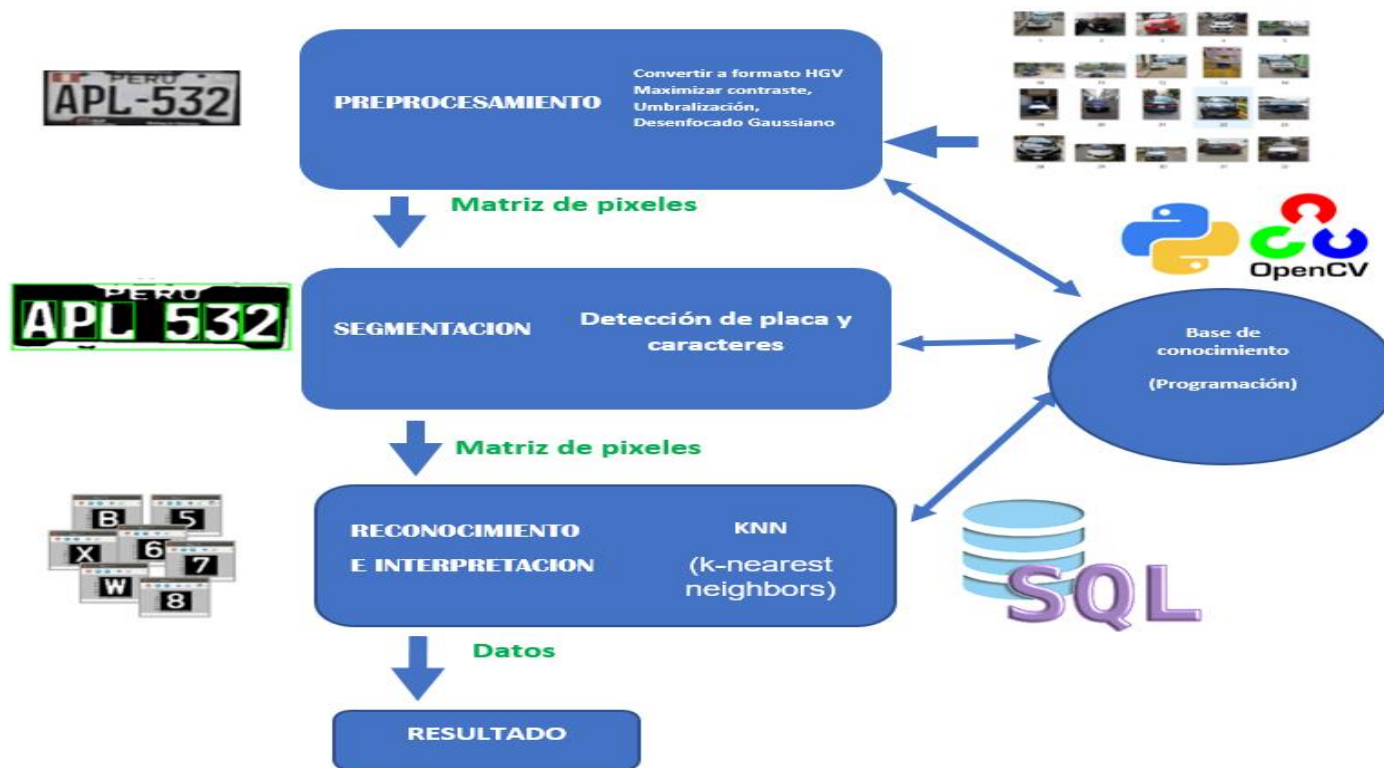 PERU
APL-532
PREPROCESAMIENTO
Convertir a formato HGV
Maximizar contraste,
Umbralización,
Desenfocado Gaussiano
Matriz de pixeles
OpenCV
PERU
APL 532
SEGMENTACION
Detección de placa y
caracteres
Base de
conocimiento
(Programación)
Matriz de pixeles
B
5
X
6
7
W
8
RECONOCIMIENTO
E INTERPRETACION
KNN
(k-nearest
neighbors)
SQL
Datos
RESULTADO